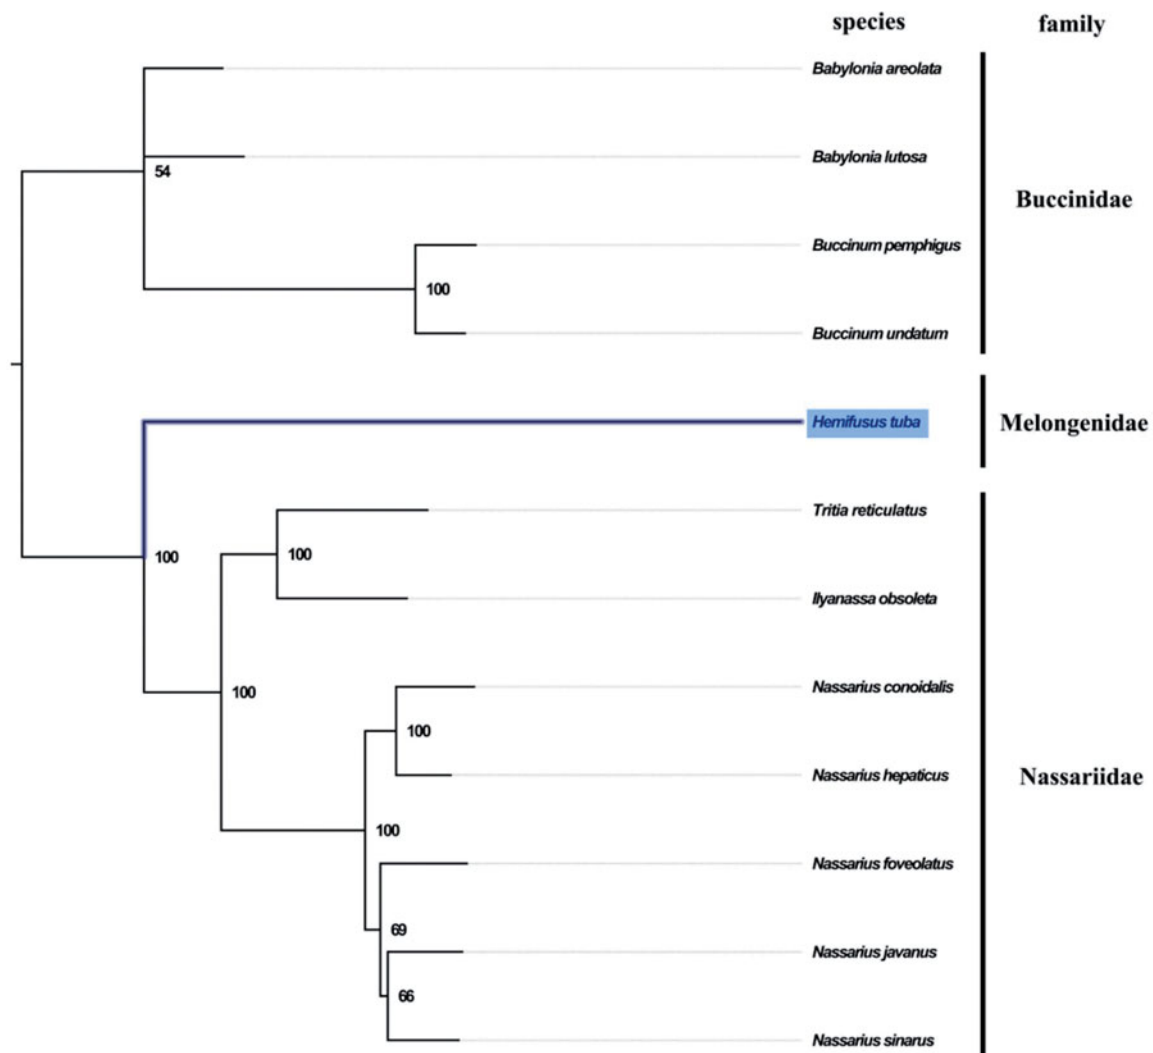 species family
Babylonia areolata
Babylonia lutosa
54
Buccinidae
Buccinum pemphigus
100
Buccinum undatum
Hemifusus tuba
Melongenidae
Tritia reticulatus
100
100
Ilyanassa obsoleta
Nassarius conoidalis
100
100
Nassarius hepaticus
Nassariidae
100
Nassarius foveolatus
69
Nassarius javanus
66
Nassarius sinarus